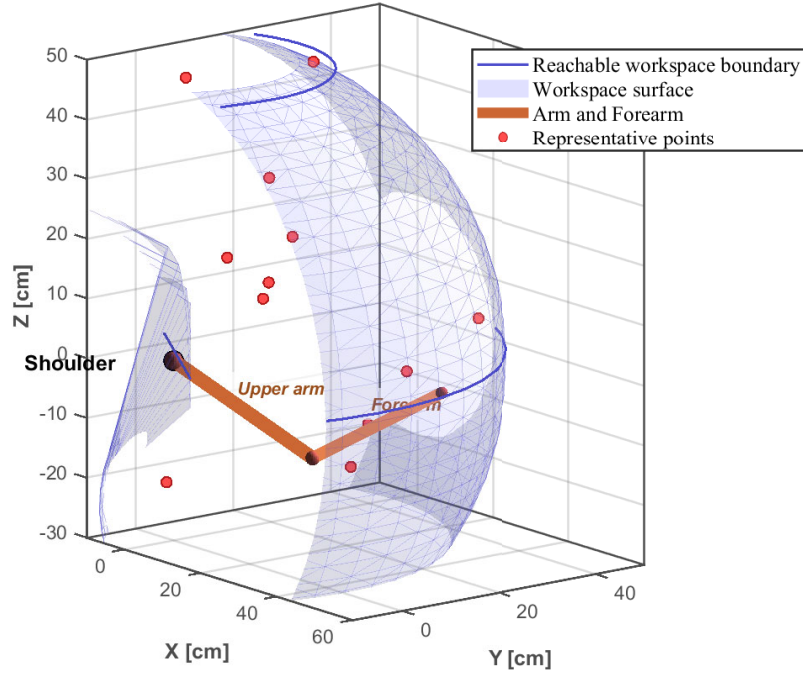 50
40
30
20
10
0
-10
-20
-30
Z [cm]
Reachable workspace boundary
Workspace surface
Arm and Forearm
Representative points
Shoulder
Upper arm
Forearm
0
20
40
60
X [cm]
0
20
40
Y [cm]